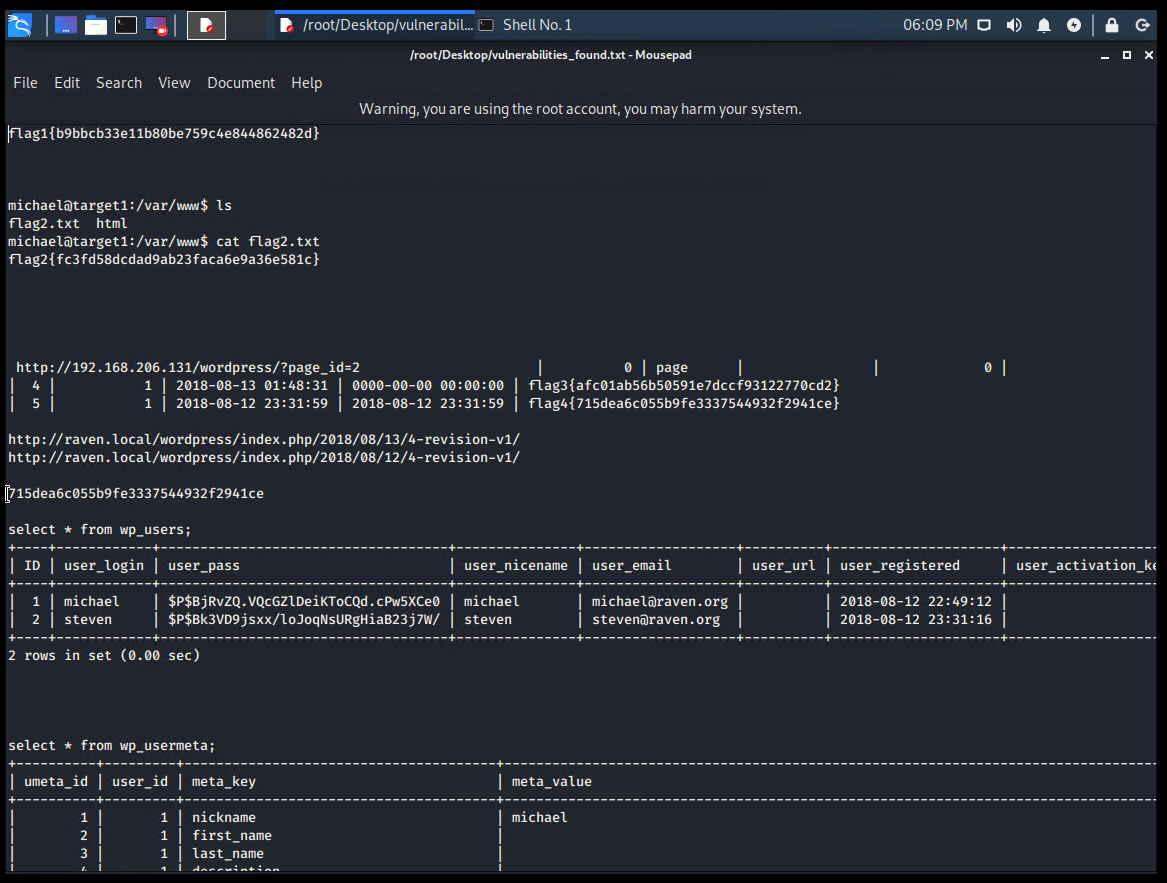 /root/Desktop/vulnerabil... Shell No. 1 06:09 PM
/root/Desktop/vulnerabilities_found.txt - Mousepad
File Edit Search View Document Help
Warning, you are using the root account, you may harm your system.
flag1{b9bbcb33e11b80be759c4e844862482d}
michael@target1:/var/www$ ls
flag2.txt  html
michael@target1:/var/www$ cat flag2.txt
flag2{fc3fd58dcdad9ab23faca6e9a36e581c}
http://192.168.206.131/wordpress/?page_id=2 | 0 | page | | 0 |
| 4 | 1 | 2018-08-13 01:48:31 | 0000-00-00 00:00:00 | flag3{afc01ab56b50591e7dccf93122770cd2}
| 5 | 1 | 2018-08-12 23:31:59 | 2018-08-12 23:31:59 | flag4{715dea6c055b9fe3337544932f2941ce}
http://raven.local/wordpress/index.php/2018/08/13/4-revision-v1/
http://raven.local/wordpress/index.php/2018/08/12/4-revision-v1/
715dea6c055b9fe3337544932f2941ce
select * from wp_users;
| ID | user_login | user_pass | user_nicename | user_email | user_url | user_registered | user_activation_ke
| 1 | michael | $P$BjRvZQ.VQcGZlDeiKToCQd.cPw5XCe0 | michael | michael@raven.org | | 2018-08-12 22:49:12 |
| 2 | steven | $P$Bk3VD9jsxx/loJoqNsURgHiaB23j7W/ | steven | steven@raven.org | | 2018-08-12 23:31:16 |
2 rows in set (0.00 sec)
select * from wp_usermeta;
| umeta_id | user_id | meta_key | meta_value
| 1 | 1 | nickname | michael
| 2 | 1 | first_name |
| 3 | 1 | last_name |
| 4 | 1 | description |